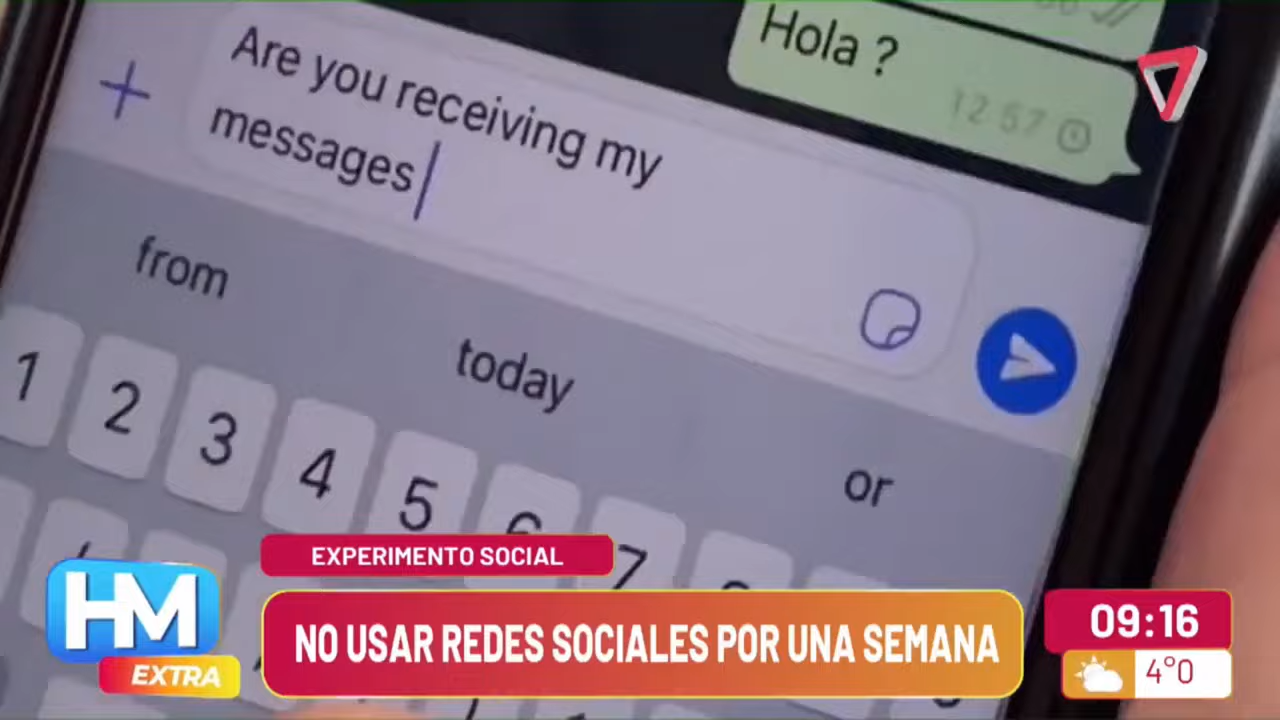 Hola ?
12 57
Are you receiving my
messages
from
today
or
1 2 3 4 5 6 7
EXPERIMENTO SOCIAL
NO USAR REDES SOCIALES POR UNA SEMANA
HM
EXTRA
09:16
4°0